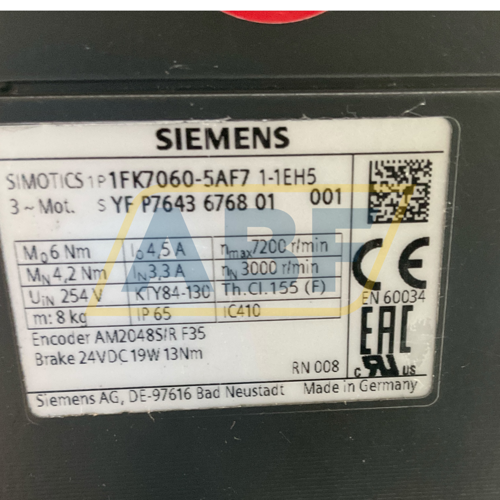 SIEMENS
SIMOTICS 1P 1FK7060-5AF7 1-1EH5
3 ~ Mot. S YF P7643 6768 01 001
M0 6 Nm I0 4,5 A nmax 7200 r/min
MN 4,2 Nm IN 3,3 A nN 3000 r/min
UIN 254 V KTY84-130 Th.Cl.155 (F)
m: 8 kg IP 65 IC410
Encoder AM2048S/R F35
Brake 24VDC 19W 13Nm
CE
EN 60034
EAC
RN 008
c RU US
Siemens AG, DE-97616 Bad Neustadt Made in Germany
ABF